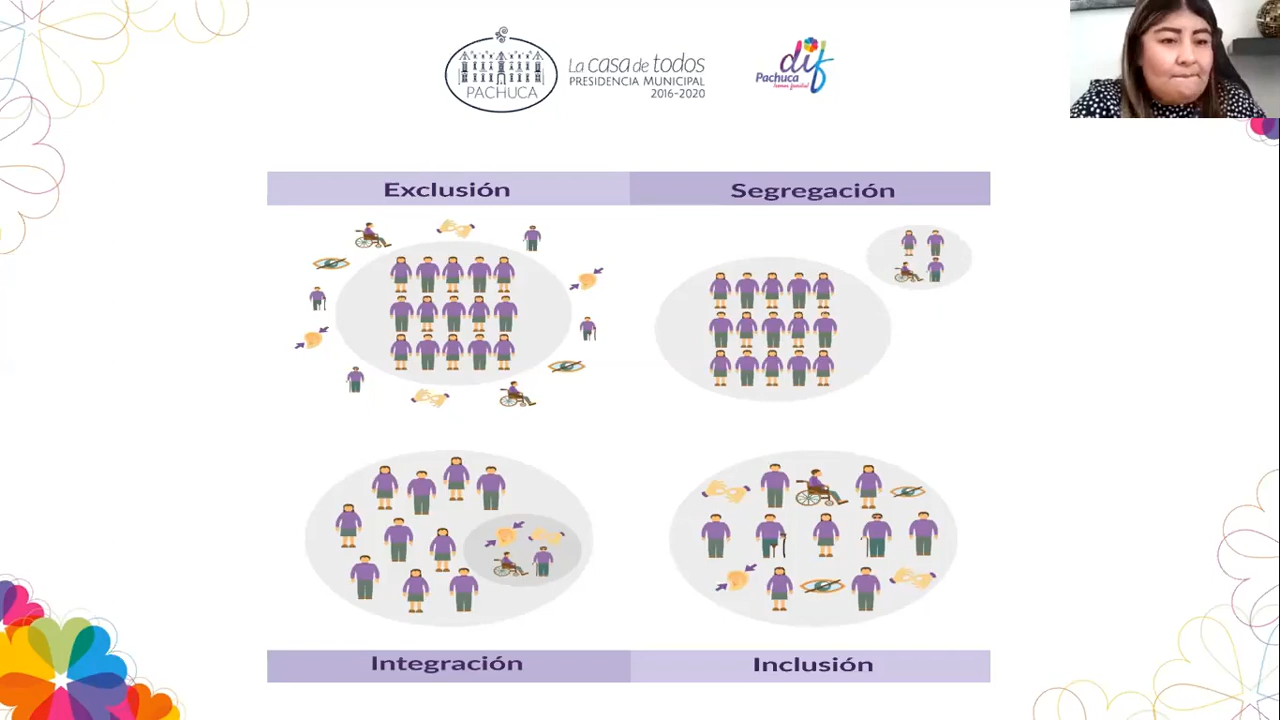 PACHUCA
La casa de todos
PRESIDENCIA MUNICIPAL
2016-2020
dif
Pachuca
Exclusión
Segregación
Integración
Inclusión